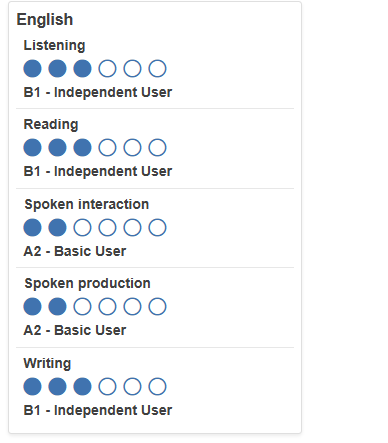 English
Listening
B1 - Independent User
Reading
B1 - Independent User
Spoken interaction
A2 - Basic User
Spoken production
A2 - Basic User
Writing
B1 - Independent User